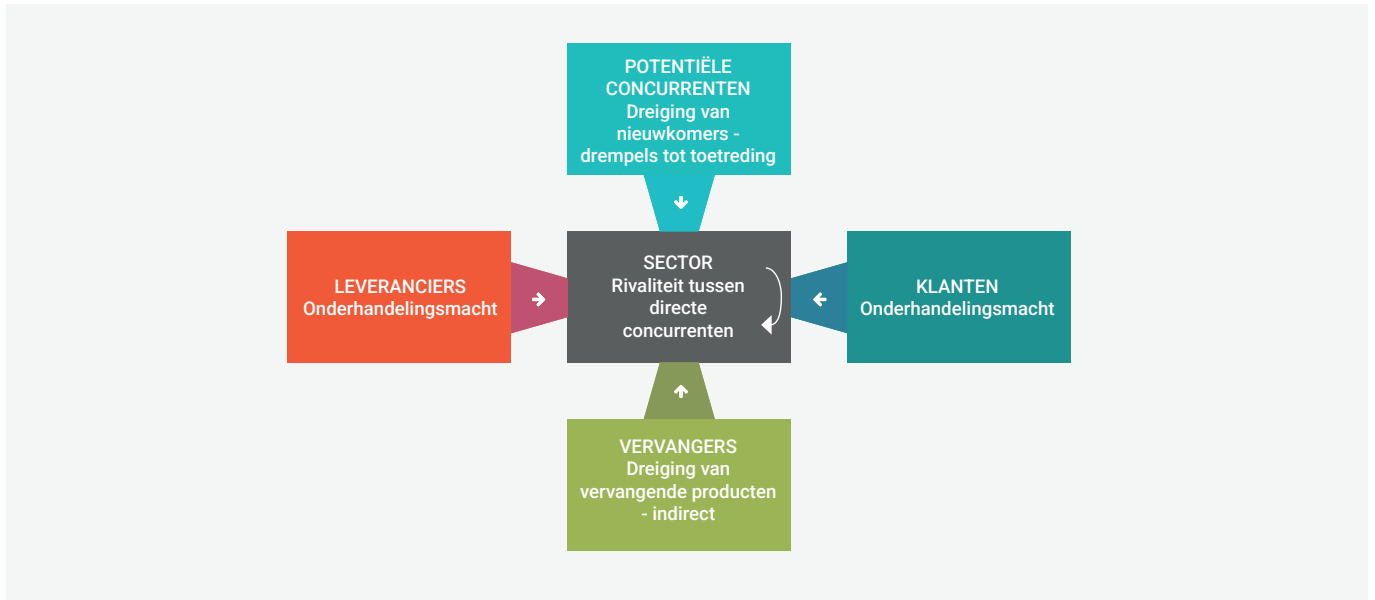 POTENTIËLE
CONCURRENTEN
Dreiging van
nieuwkomers -
drempels tot toetreding
LEVERANCIERS
Onderhandelingsmacht
SECTOR
Rivaliteit tussen
directe
concurrenten
KLANTEN
Onderhandelingsmacht
VERVANGERS
Dreiging van
vervangende producten
- indirect